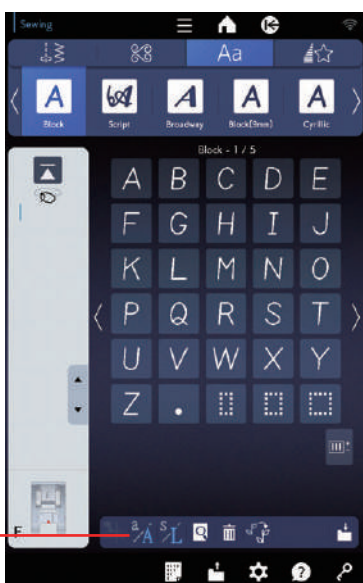 Sewing
Aa
A
A
A
A
Block
Script
Broadway
Block[9mm]
Cyrillic
Block - 1 / 5
A B C D E
F G H I J
K L M N O
P Q R S T
U V W X Y
Z .
F
a/A S/L
?